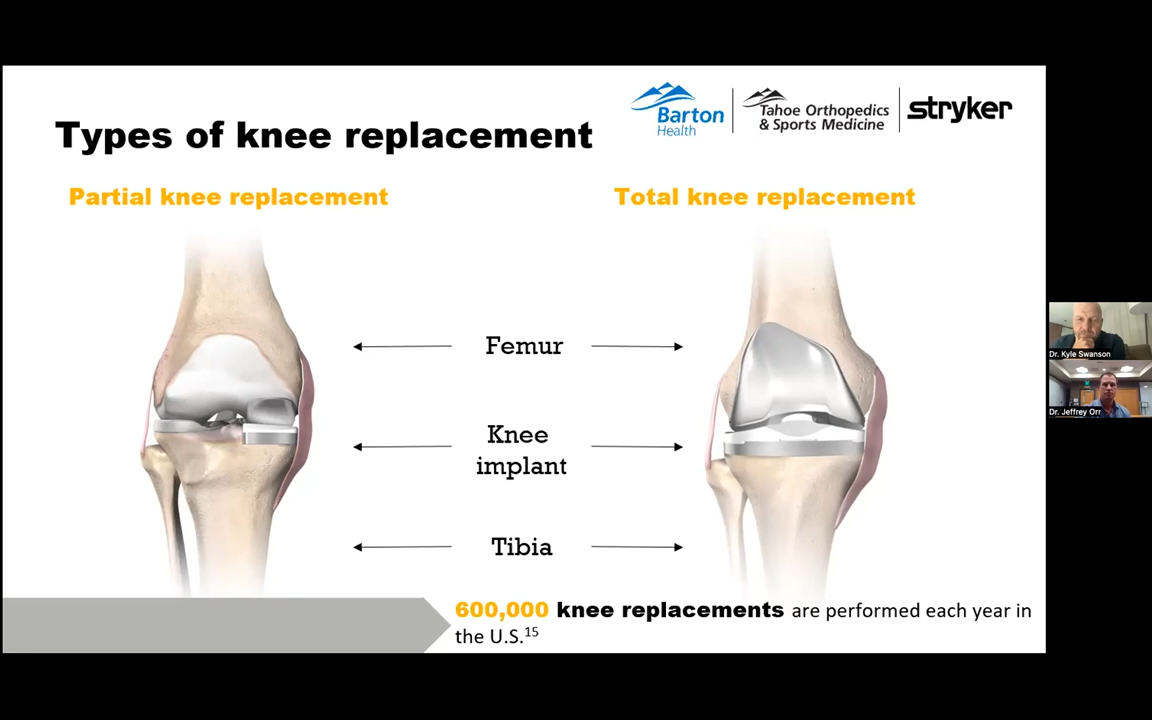 Types of knee replacement
Barton
Health
Tahoe Orthopedics
& Sports Medicine
stryker
Partial knee replacement
Total knee replacement
Femur
Knee
implant
Tibia
600,000 knee replacements are performed each year in
the U.S.15
Dr. Kyle Swanson
Dr. Jeffrey Orr